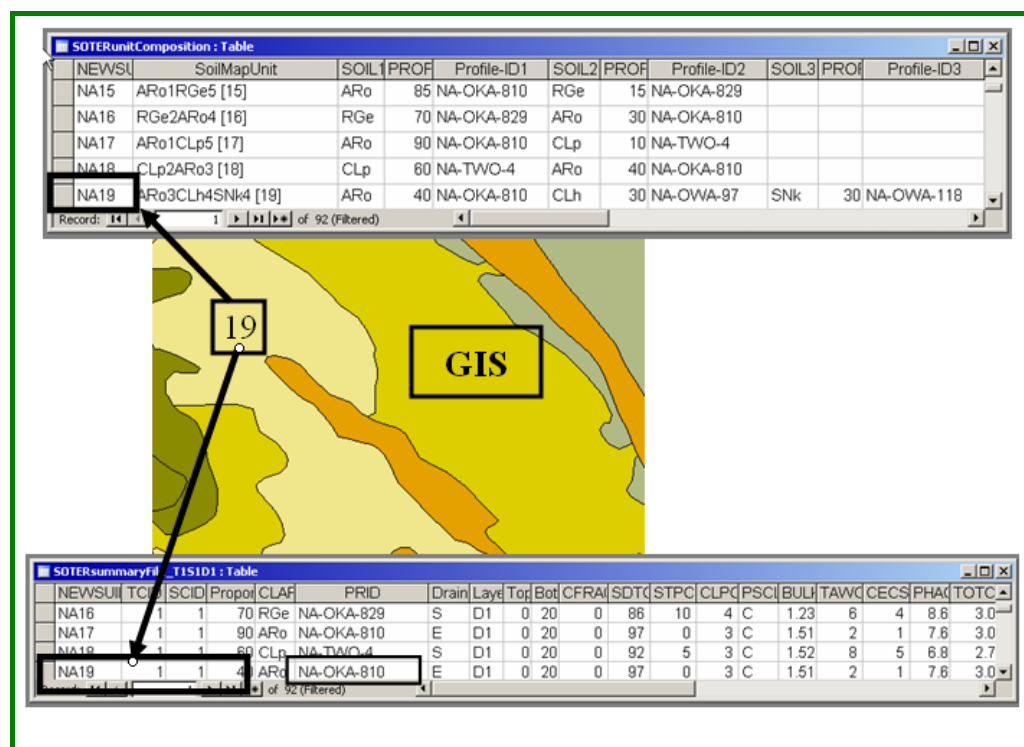 SOTERunitComposition : Table
NEWSU SoilMapUnit SOIL1 PROF Profile-ID1 SOIL2 PROF Profile-ID2 SOIL3 PROF Profile-ID3
NA15 ARo1RGe5 [15] ARo 85 NA-OKA-810 RGe 15 NA-OKA-829
NA16 RGe2ARo4 [16] RGe 70 NA-OKA-829 ARo 30 NA-OKA-810
NA17 ARo1CLp5 [17] ARo 90 NA-OKA-810 CLp 10 NA-TWO-4
NA18 CLp2ARo3 [18] CLp 60 NA-TWO-4 ARo 40 NA-OKA-810
NA19 ARo3CLh4SNk4 [19] ARo 40 NA-OKA-810 CLh 30 NA-OWA-97 SNk 30 NA-OWA-118
Record: 1 of 92 (Filtered)
19
GIS
SOTERsummaryFile_T1S1D1 : Table
NEWSUII TCID SCID Propor CLAF PRID Drain Laye Top Bot CFRA SDTC STPC CLPC PSCL BULK TAWC CECS PHAC TOTC
NA16 1 1 70 RGe NA-OKA-829 S D1 0 20 0 86 10 4 C 1.23 6 4 8.6 3.0
NA17 1 1 90 ARo NA-OKA-810 E D1 0 20 0 97 0 3 C 1.51 2 1 7.6 3.0
NA18 1 1 60 CLp NA-TWO-4 S D1 0 20 0 92 5 3 C 1.52 8 5 6.8 2.7
NA19 1 1 40 ARo NA-OKA-810 E D1 0 20 0 97 0 3 C 1.51 2 1 7.6 3.0
of 92 (Filtered)